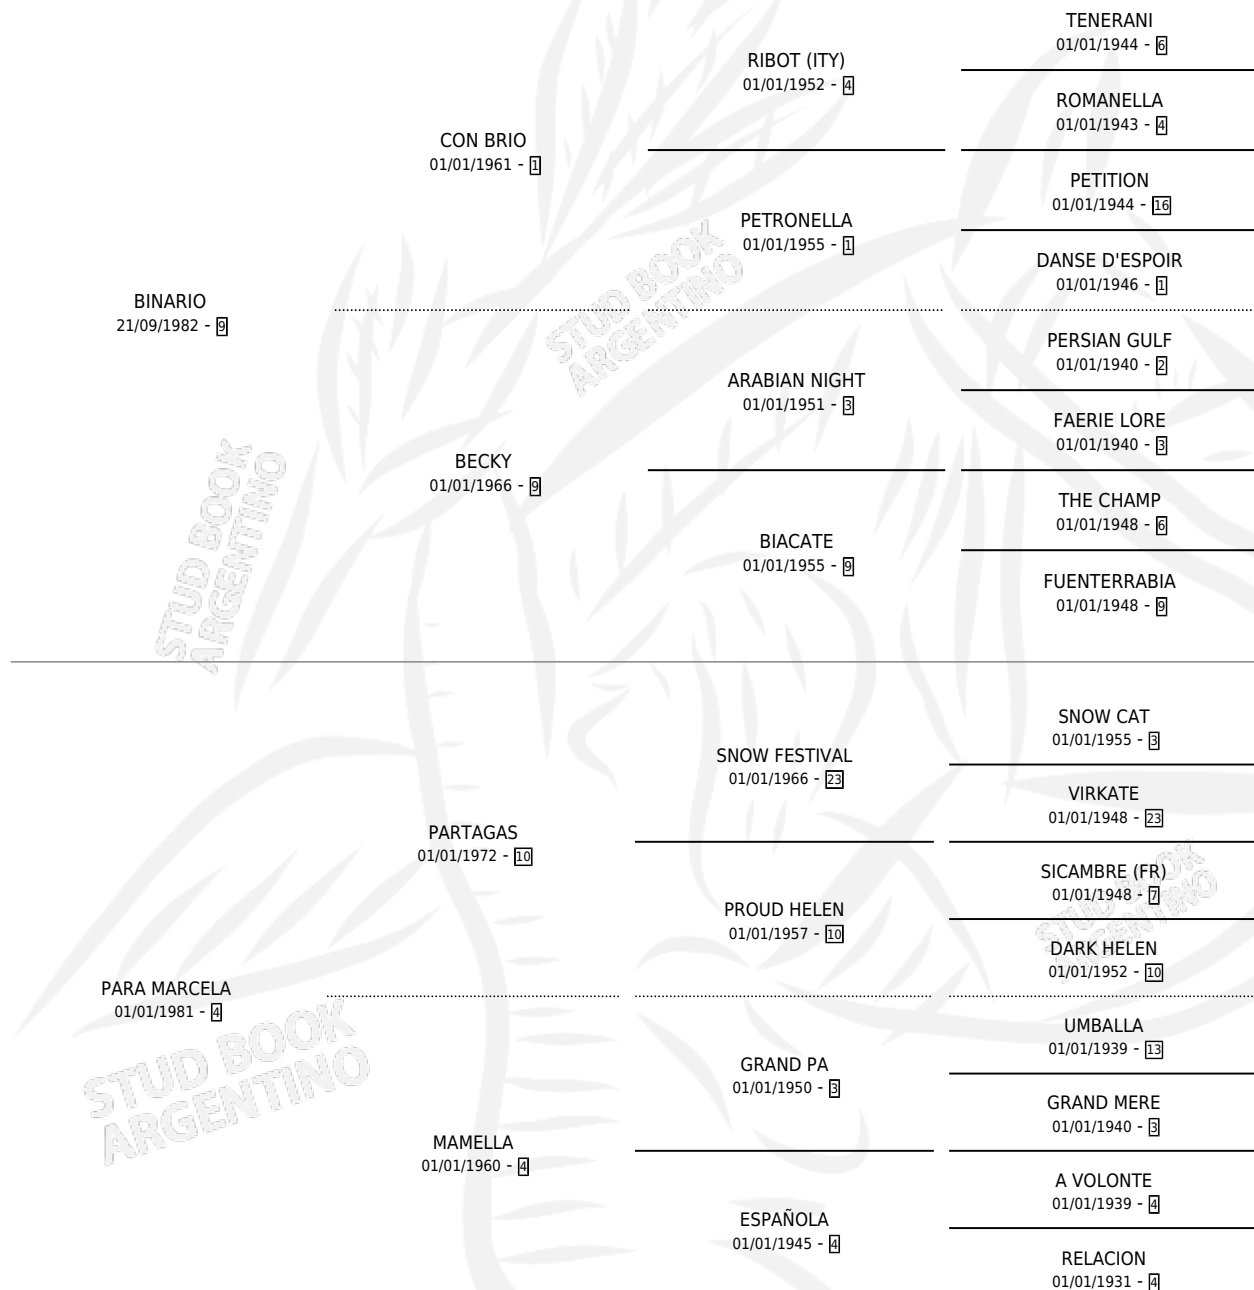 TENERANI
01/01/1944 - 6
RIBOT (ITY)
01/01/1952 - 4
ROMANELLA
01/01/1943 - 4
CON BRIO
01/01/1961 - 1
PETITION
01/01/1944 - 16
PETRONELLA
01/01/1955 - 1
DANSE D'ESPOIR
01/01/1946 - 1
BINARIO
21/09/1982 - 9
PERSIAN GULF
01/01/1940 - 2
ARABIAN NIGHT
01/01/1951 - 3
FAERIE LORE
01/01/1940 - 3
BECKY
01/01/1966 - 9
THE CHAMP
01/01/1948 - 6
BIACATE
01/01/1955 - 9
FUENTERRABIA
01/01/1948 - 9
SNOW CAT
01/01/1955 - 3
SNOW FESTIVAL
01/01/1966 - 23
VIRKATE
01/01/1948 - 23
PARTAGAS
01/01/1972 - 10
SICAMBRE (FR)
01/01/1948 - 7
PROUD HELEN
01/01/1957 - 10
DARK HELEN
01/01/1952 - 10
PARA MARCELA
01/01/1981 - 4
UMBALLA
01/01/1939 - 13
GRAND PA
01/01/1950 - 3
GRAND MERE
01/01/1940 - 3
MAMELLA
01/01/1960 - 4
A VOLONTE
01/01/1939 - 4
ESPAÑOLA
01/01/1945 - 4
RELACION
01/01/1931 - 4
STUD BOOK
ARGENTINO
STUD BOOK
ARGENTINO
STUD BOOK
ARGENTINO
STUD BOOK
ARGENTINO